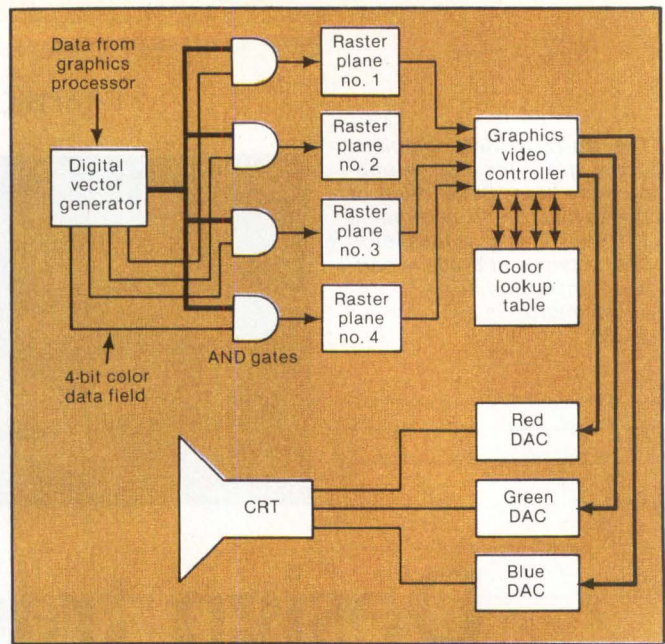 Data from
graphics
processor
Digital
vector
generator
4-bit color
data field
AND gates
Raster
plane
no. 1
Raster
plane
no. 2
Raster
plane
no. 3
Raster
plane
no. 4
Graphics
video
controller
Color
lookup
table
Red
DAC
Green
DAC
Blue
DAC
CRT